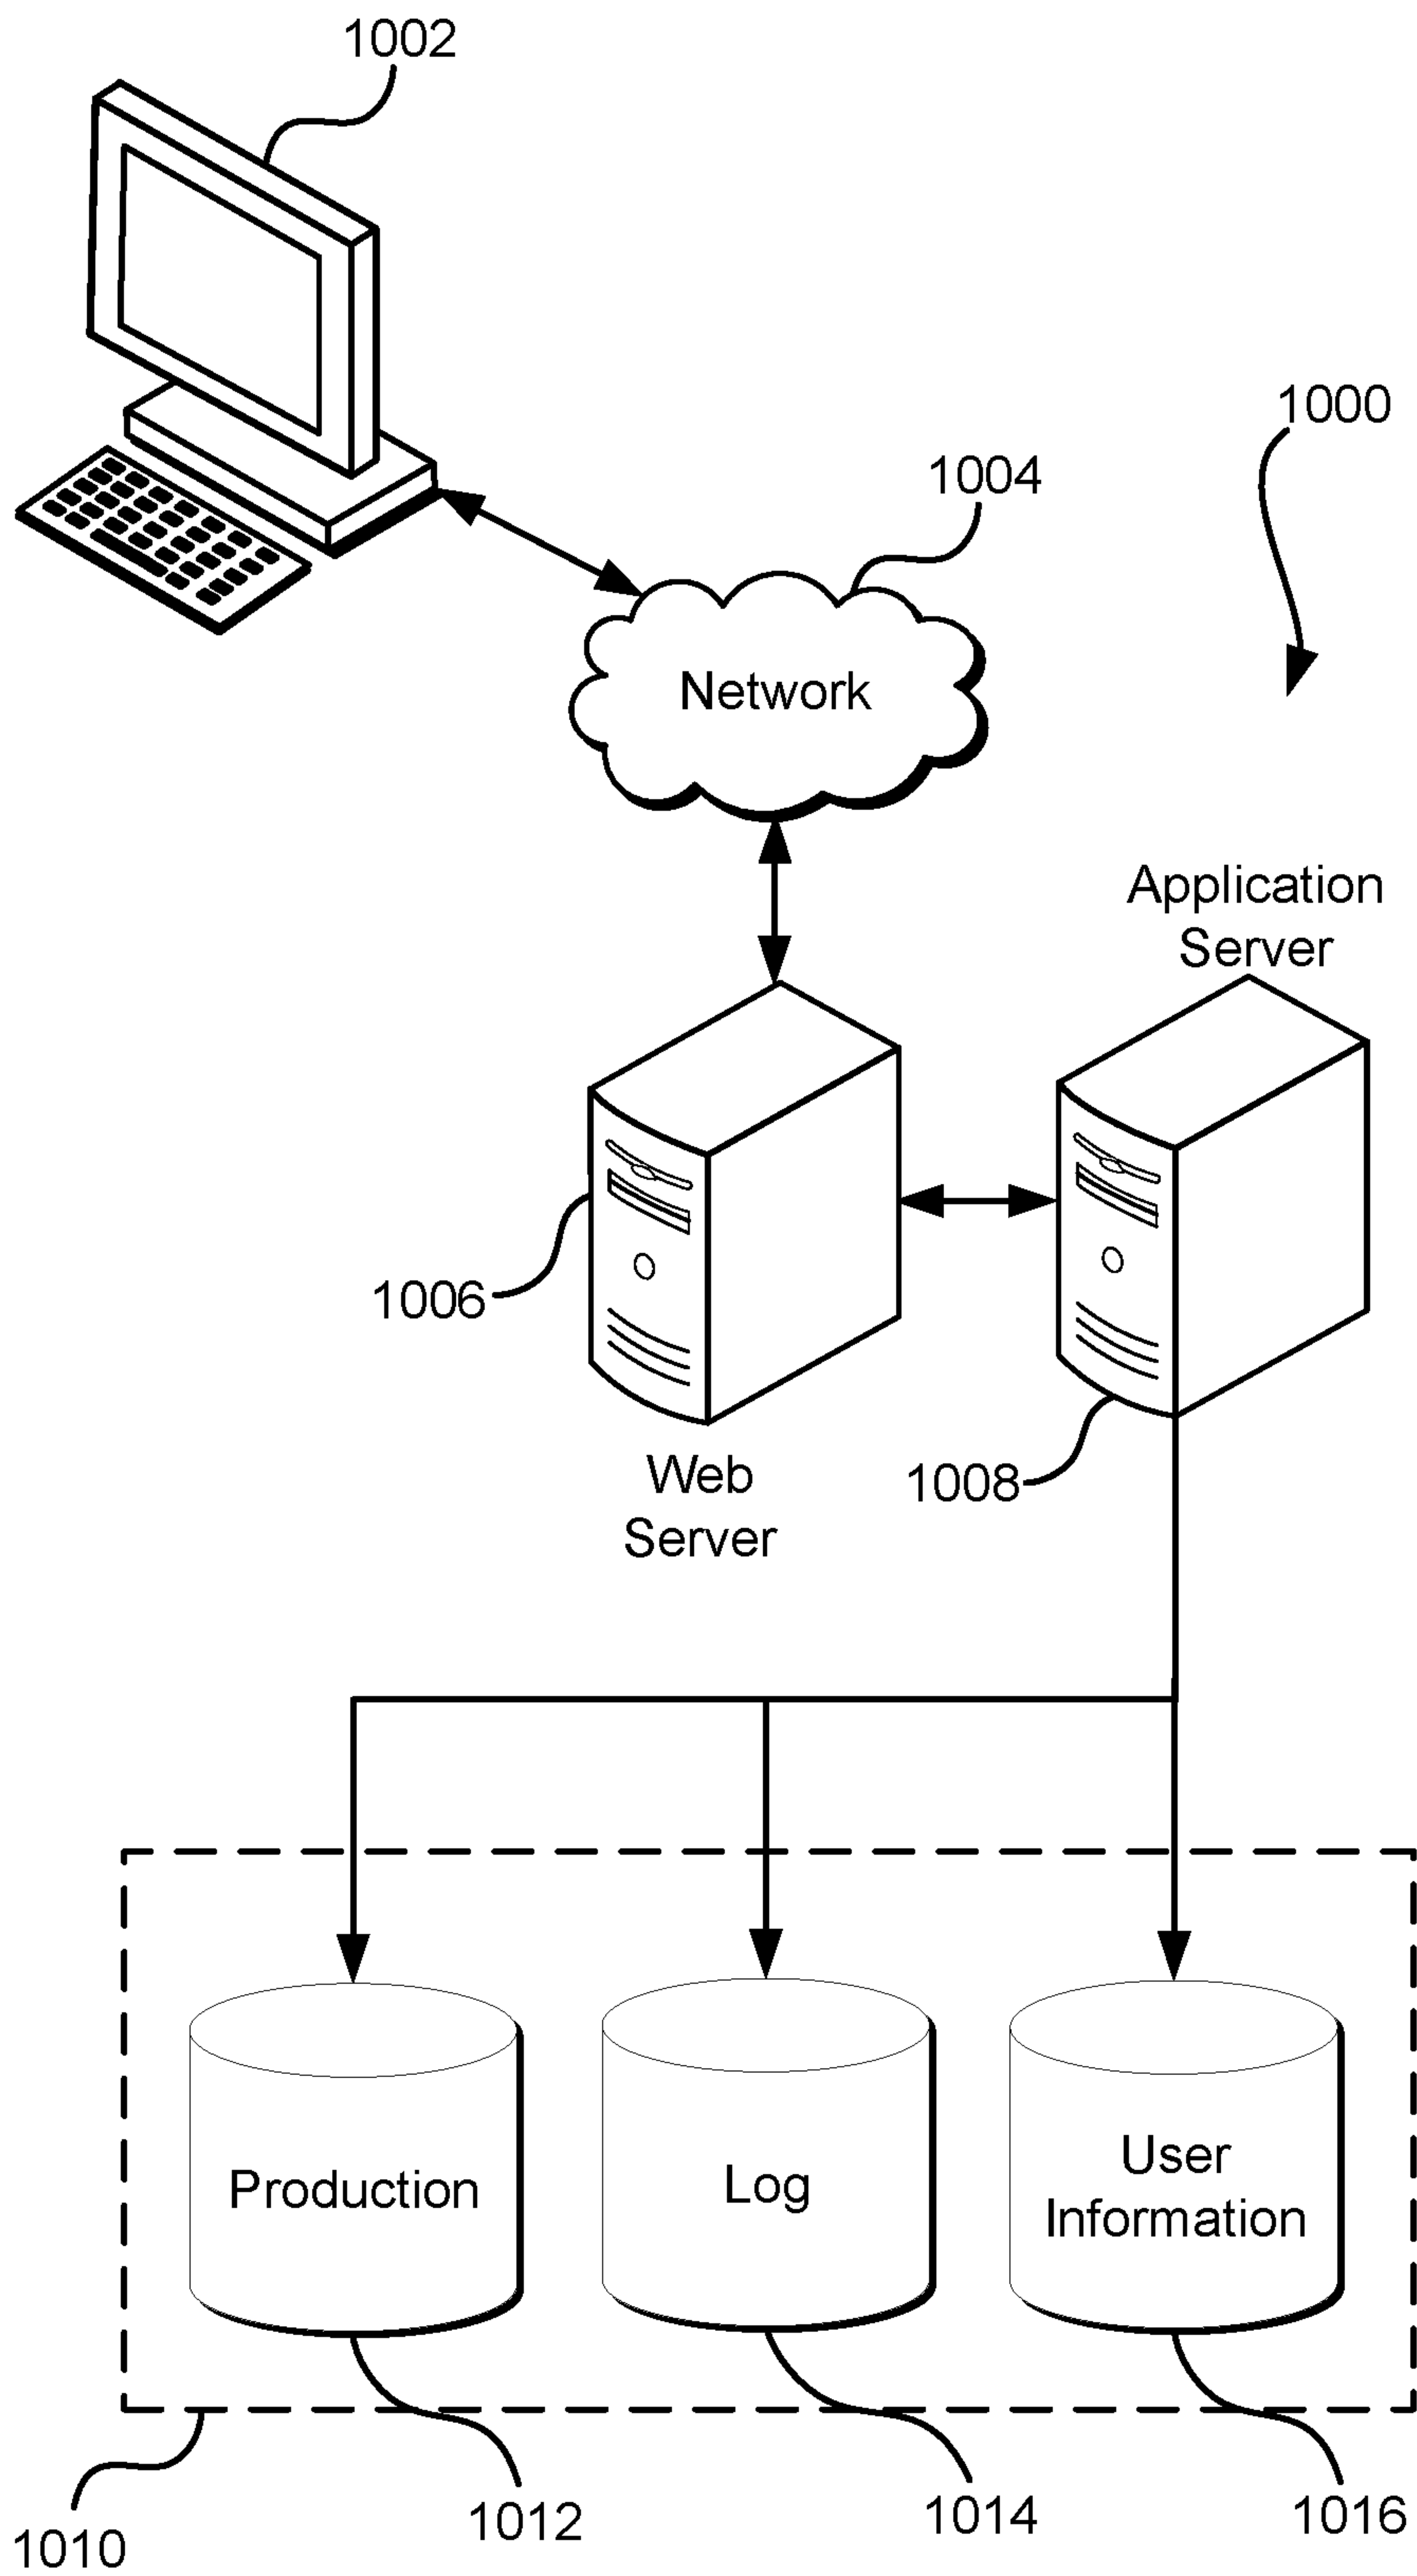 1002
1000
1004
Network
Application
Server
1006
Web
Server
1008
Production
Log
User
Information
1010
1012
1014
1016